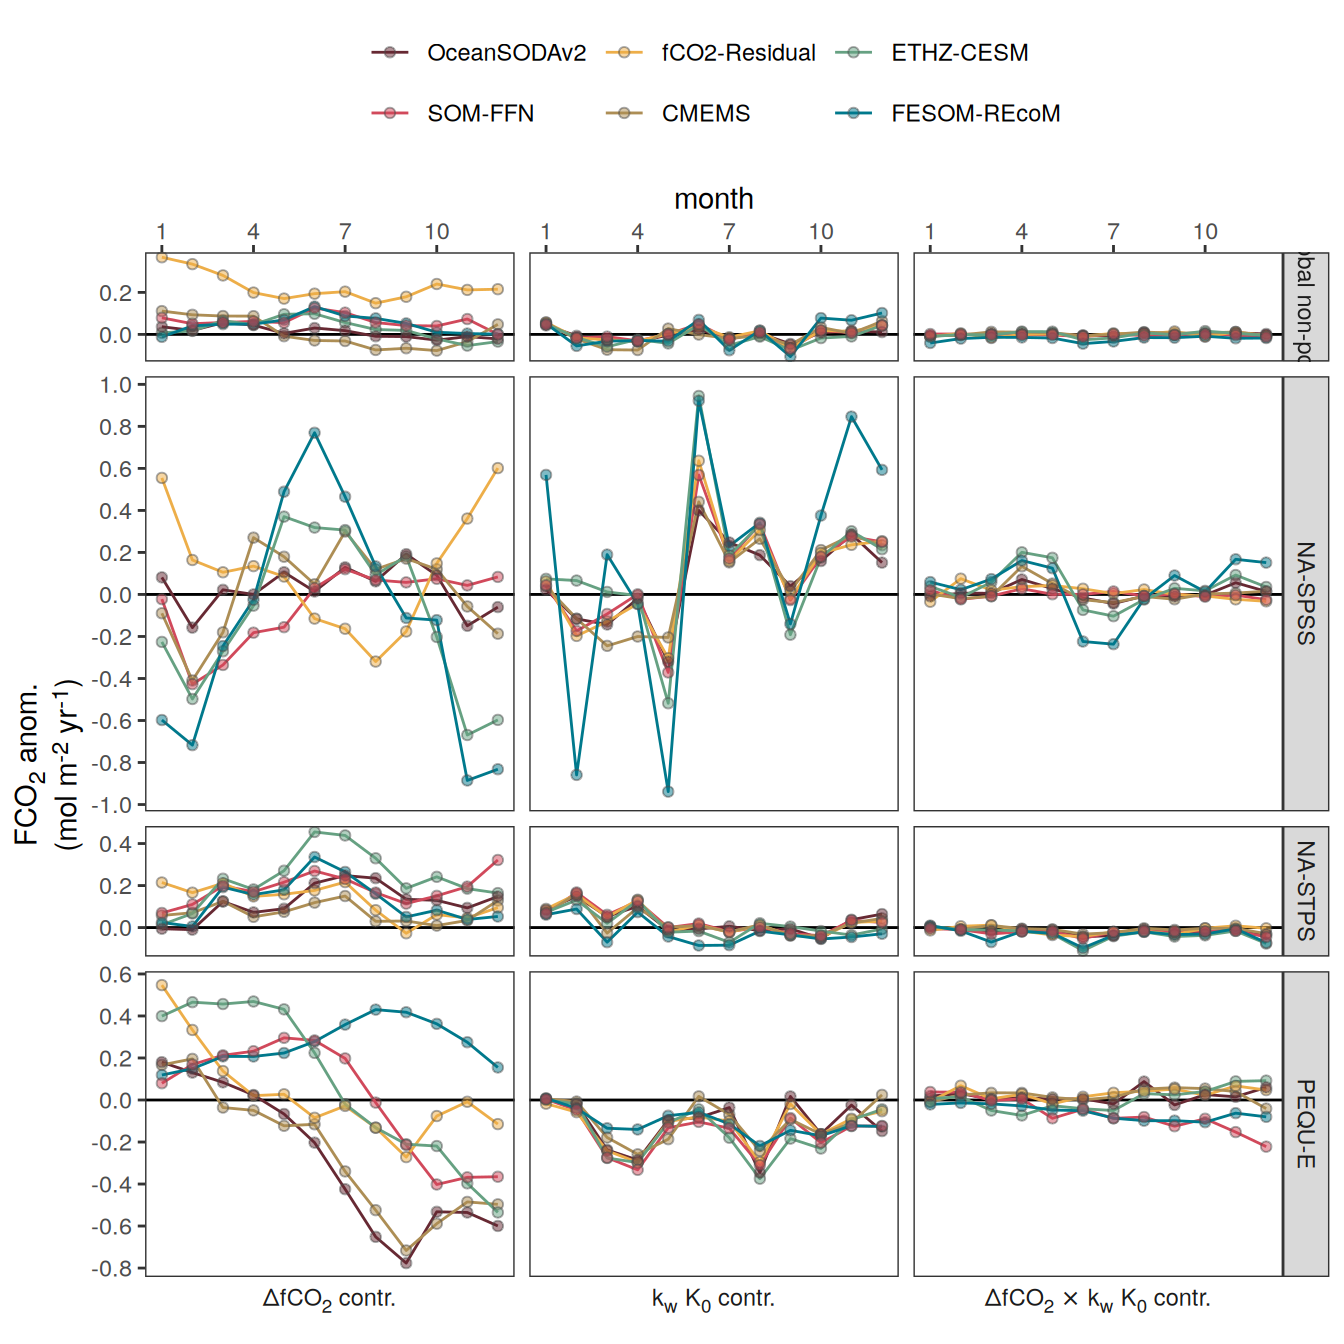 OceanSODAv2 fCO2-Residual ETHZ-CESM
SOM-FFN CMEMS FESOM-REcoM
month
1 4 7 10 1 4 7 10 1 4 7 10
0.2
0.0
non-
1.0
0.8
0.6
0.4
0.2
0.0
-0.2
-0.4
-0.6
-0.8
-1.0
NA-SPSS
FCO₂ anom.
(mol m⁻² yr⁻¹)
0.4
0.2
0.0
NA-STPS
0.6
0.4
0.2
0.0
-0.2
-0.4
-0.6
-0.8
PEQU-E
ΔfCO₂ contr. k_w K₀ contr. ΔfCO₂ × k_w K₀ contr.